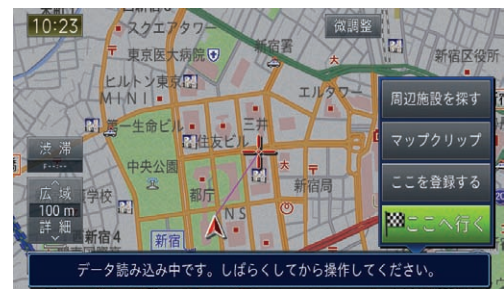 10:23
スクエアタワー
微調整
東京医大病院
新宿署
新宿区役所
ヒルトン東京
MINI
エルタワー
周辺施設を探す
第一生命ビル
三井
住友ビル
マップクリップ
渋滞
中央公園
新宿局
ここを登録する
広域
学校
都庁
100m
NS
詳細
新宿4
新宿
ここへ行く
データ読み込み中です。しばらくしてから操作してください。